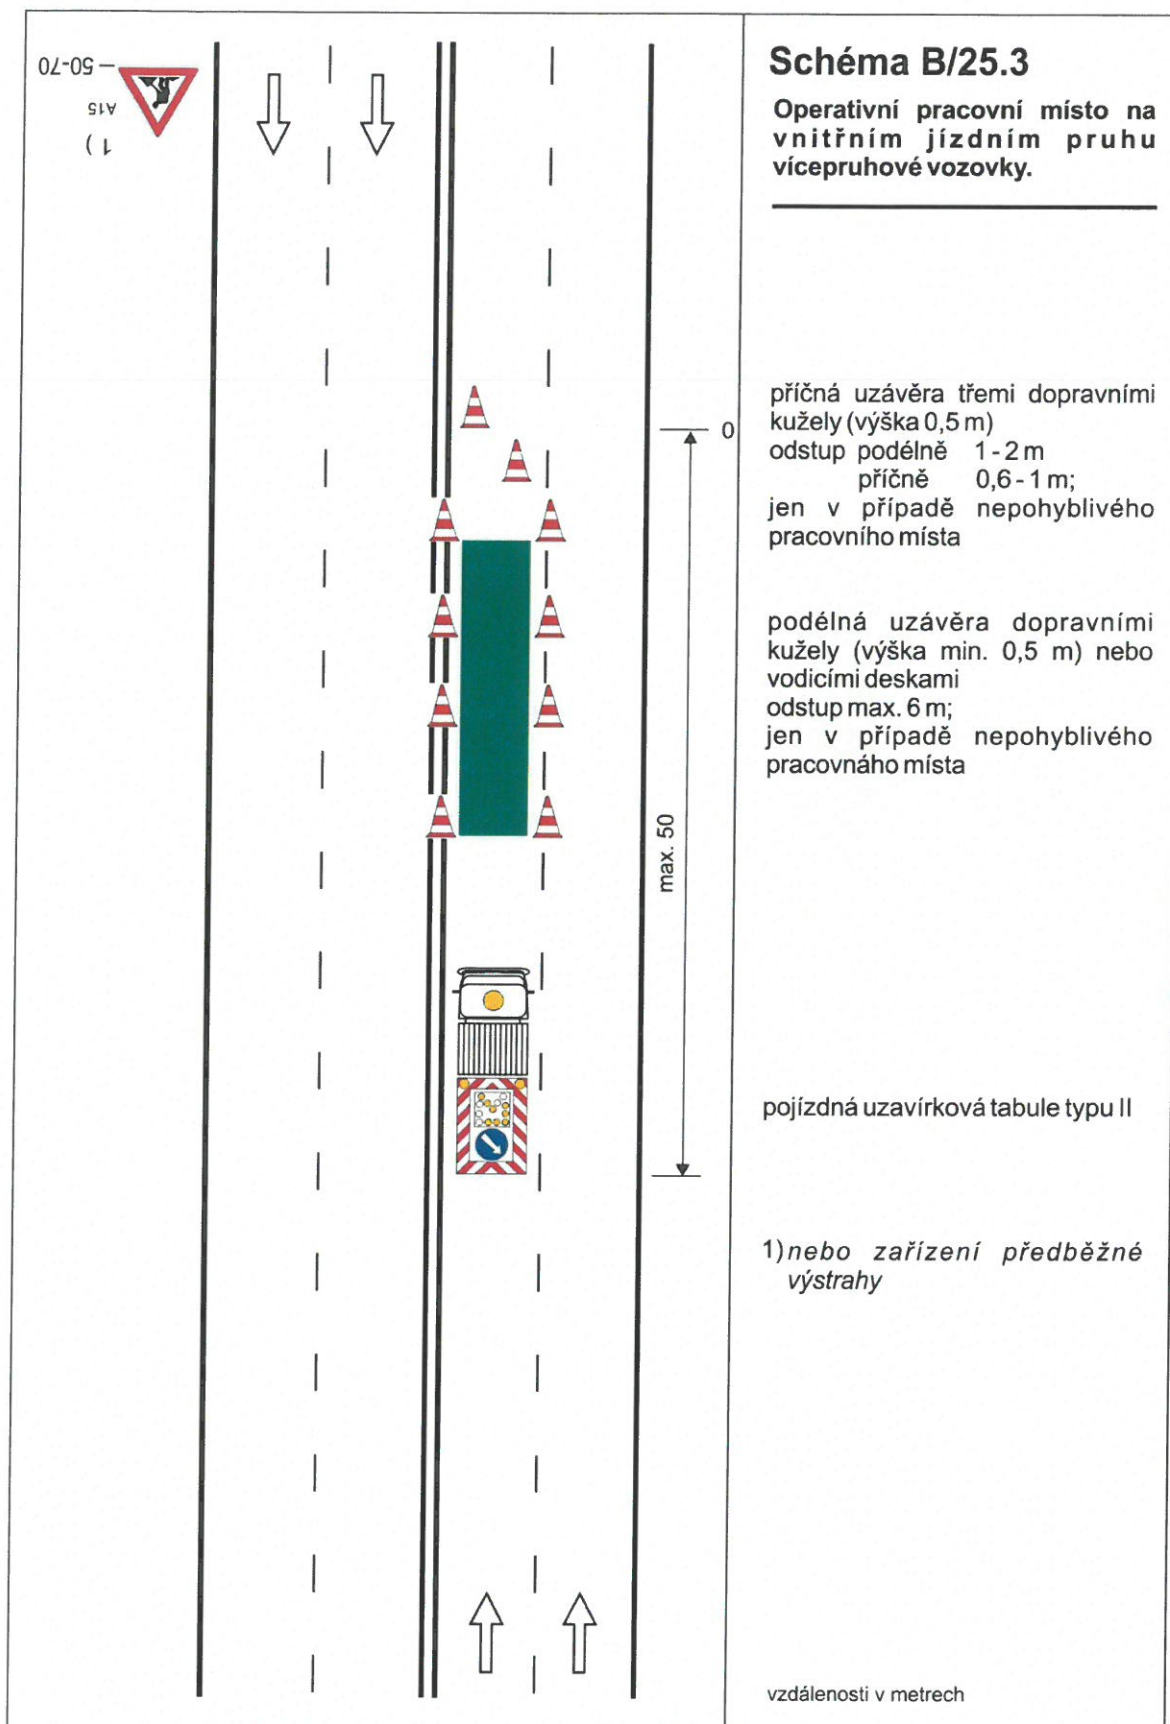 50-70
A15
1)
0
max. 50
Schéma B/25.3
Operativní pracovní místo na
vnitřním jízdním pruhu
vícepruhové vozovky.
příčná uzávěra třemi dopravními
kužely (výška 0,5 m)
odstup podélně 1 - 2 m
příčně 0,6 - 1 m;
jen v případě nepohyblivého
pracovního místa
podélná uzávěra dopravními
kužely (výška min. 0,5 m) nebo
vodicími deskami
odstup max. 6 m;
jen v případě nepohyblivého
pracovnáho místa
pojízdná uzavírková tabule typu II
1) nebo zařízení předběžné
výstrahy
vzdálenosti v metrech